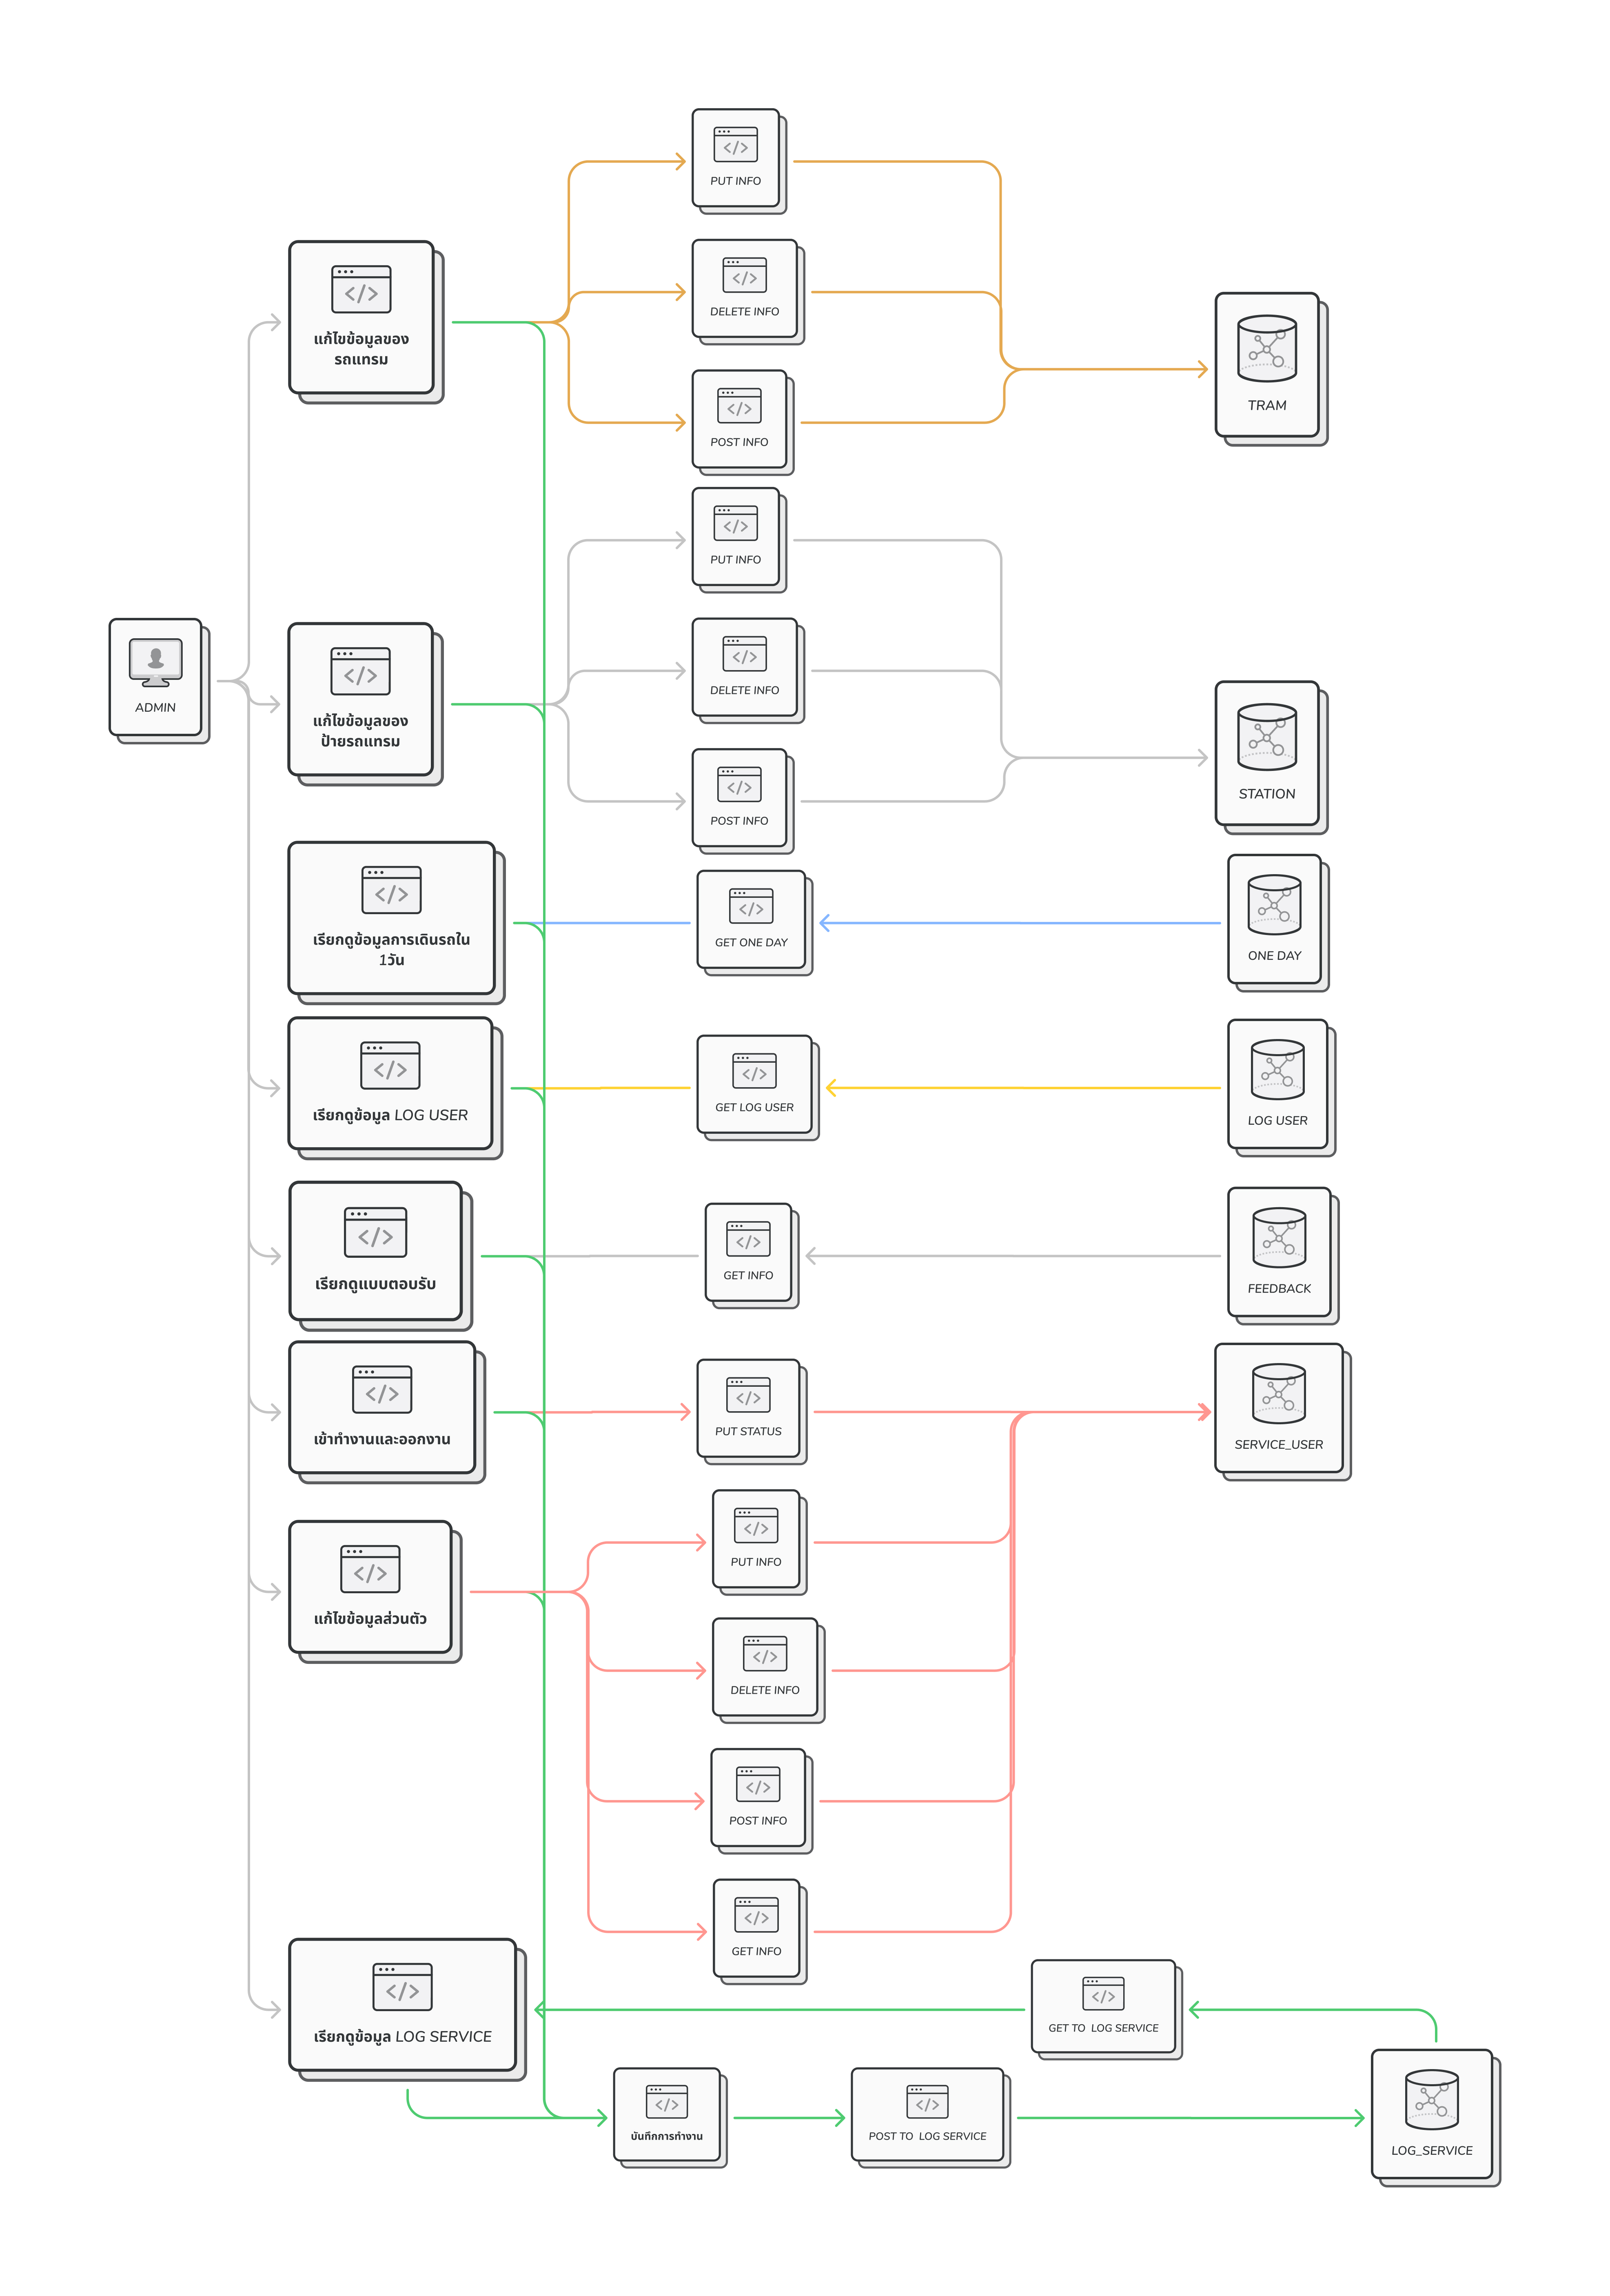 PUT INFO
DELETE INFO
แก้ไขข้อมูลของ
รถแทรม
POST INFO
TRAM
PUT INFO
DELETE INFO
ADMIN
แก้ไขข้อมูลของ
ป้ายรถแทรม
POST INFO
STATION
เรียกดูข้อมูลการเดินรถใน
1วัน
GET ONE DAY
ONE DAY
เรียกดูข้อมูล LOG USER
GET LOG USER
LOG USER
เรียกดูแบบตอบรับ
GET INFO
FEEDBACK
เข้าทำงานและออกงาน
PUT STATUS
SERVICE_USER
PUT INFO
แก้ไขข้อมูลส่วนตัว
DELETE INFO
POST INFO
GET INFO
เรียกดูข้อมูล LOG SERVICE
GET TO LOG SERVICE
บันทึกการทำงาน
POST TO LOG SERVICE
LOG_SERVICE